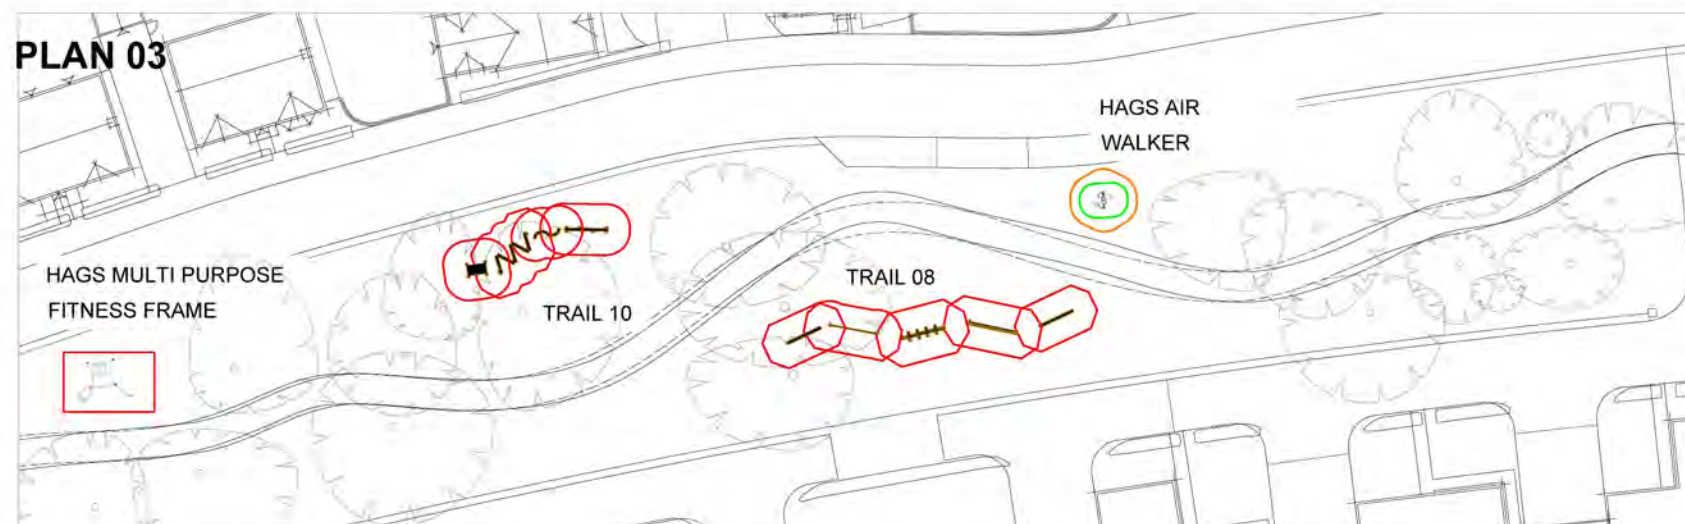 PLAN 03
HAGS AIR
WALKER
HAGS MULTI PURPOSE
FITNESS FRAME
TRAIL 10
TRAIL 08